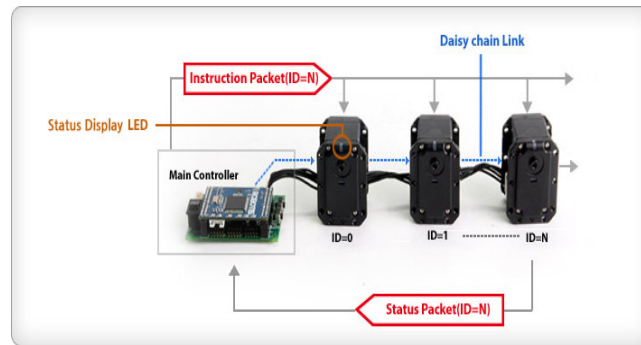 Daisy chain Link
Instruction Packet(ID=N)
Status Display LED
Main Controller
ID=0
ID=1
ID=N
Status Packet(ID=N)